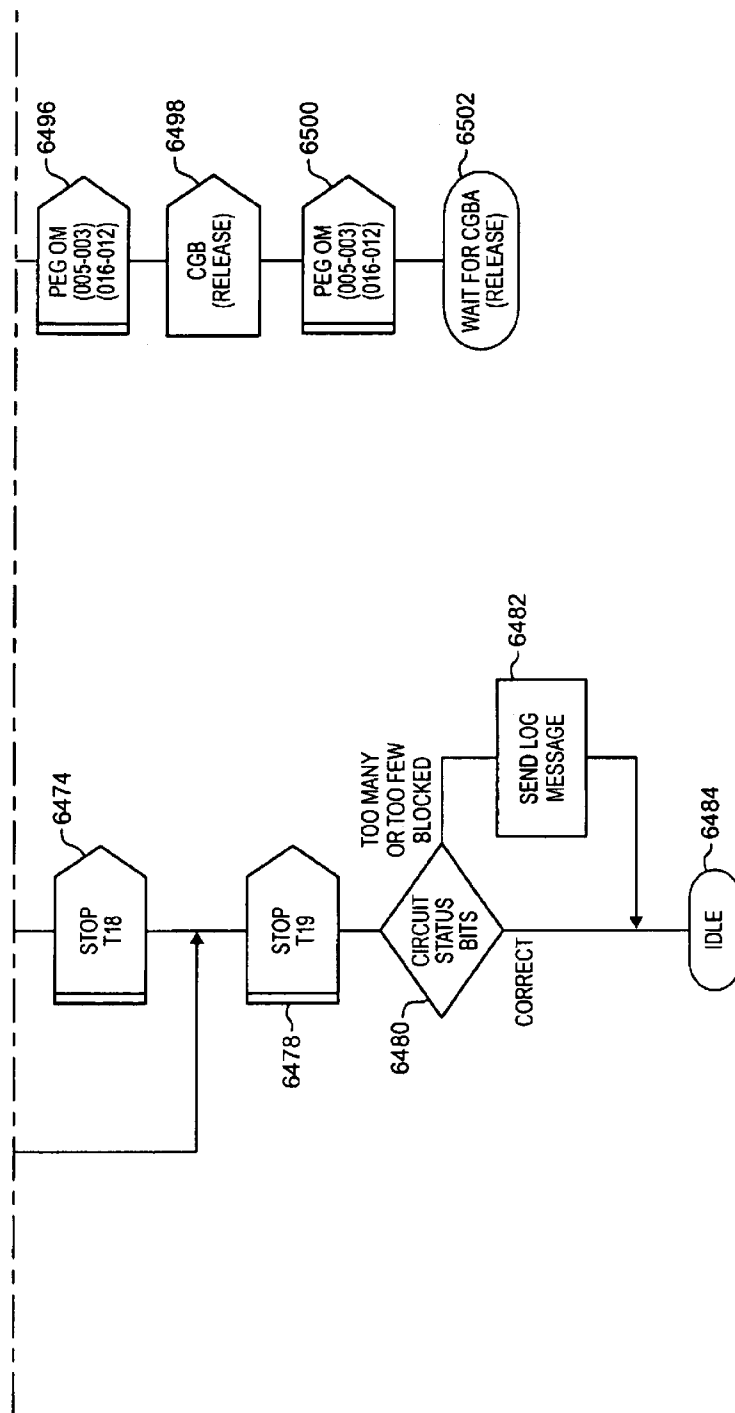 6474
STOP
T18
STOP
T19
6478
CIRCUIT
STATUS
BITS
6480
TOO MANY
OR TOO FEW
BLOCKED
CORRECT
SEND LOG
MESSAGE
6482
IDLE
6484
PEG OM
(005-003)
(016-012)
6496
CGB
(RELEASE)
6498
PEG OM
(005-003)
(016-012)
6500
WAIT FOR CGBA
(RELEASE)
6502